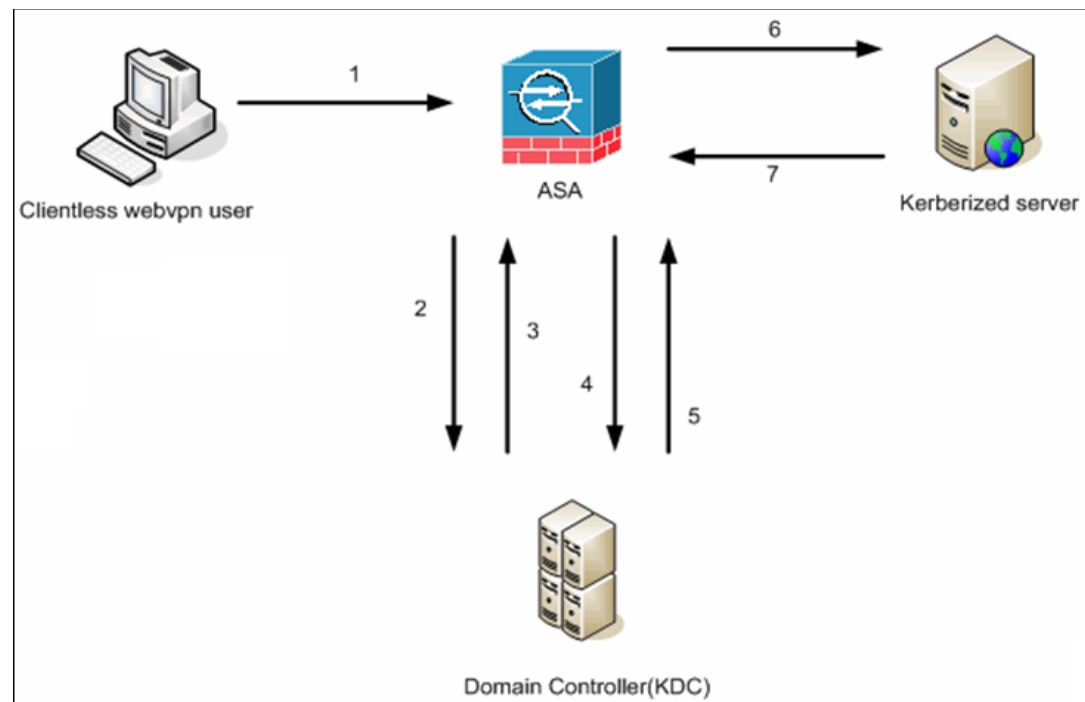 6
1
7
ASA
Clientless webvpn user
Kerberized server
2
3
4
5
Domain Controller(KDC)